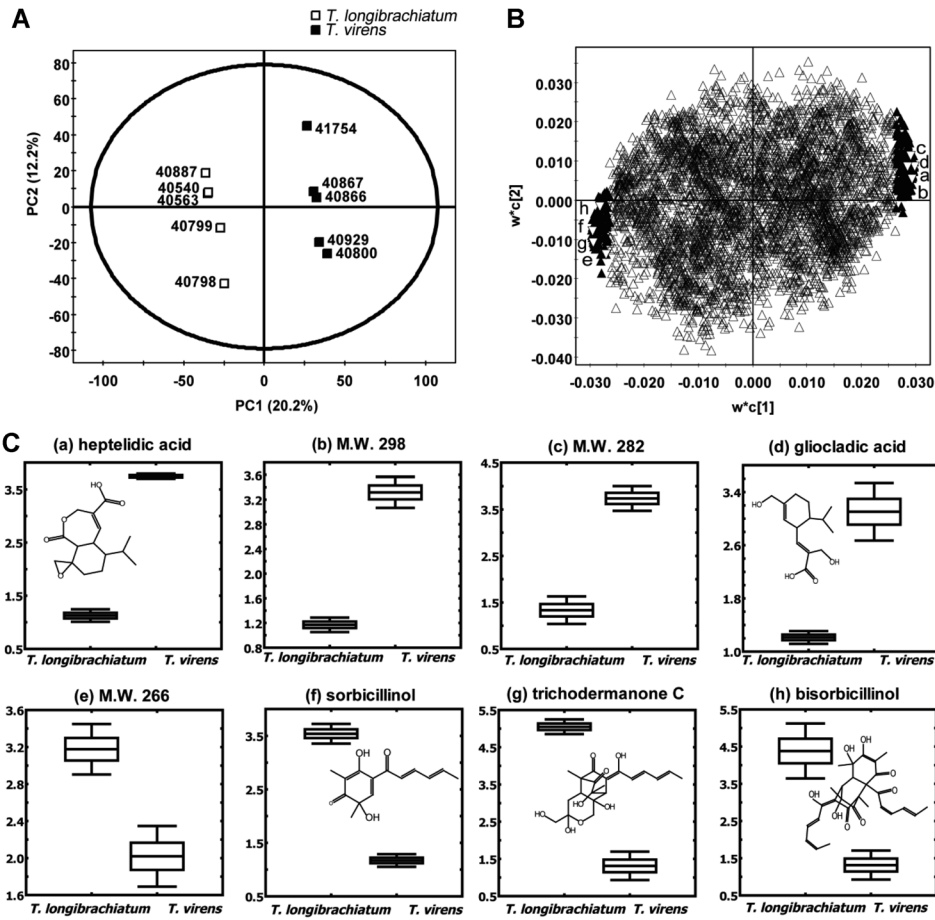 A
□ T. longibrachiatum
■ T. virens
80
60
40
20
0
-20
-40
-60
-80
PC2 (12.2%)
41754
40887
40540
40563
40799
40798
40867
40866
40929
40800
-100
-50
0
50
100
PC1 (20.2%)
B
0.030
0.020
0.010
0.000
-0.010
-0.020
-0.030
-0.040
w*c[2]
c
d
a
b
h
f
g
e
-0.030
-0.020
-0.010
0.000
0.010
0.020
0.030
w*c[1]
C
(a) heptelidic acid
3.5
2.5
1.5
0.5
HO
O
O
O
O
T. longibrachiatum T. virens
(b) M.W. 298
3.6
3.2
2.8
2.4
2.0
1.6
1.2
0.8
T. longibrachiatum T. virens
(c) M.W. 282
4.5
3.5
2.5
1.5
0.5
T. longibrachiatum T. virens
(d) gliocladic acid
3.4
2.6
1.8
1.0
HO
OH
HO
O
T. longibrachiatum T. virens
(e) M.W. 266
3.6
3.2
2.8
2.4
2.0
1.6
T. longibrachiatum T. virens
(f) sorbicillinol
4.5
3.5
2.5
1.5
0.5
OH
O
O
OH
T. longibrachiatum T. virens
(g) trichodermanone C
5.5
4.5
3.5
2.5
1.5
0.5
O
OH
O
HO
OH
HO
O
OH
T. longibrachiatum T. virens
(h) bisorbicillinol
5.5
4.5
3.5
2.5
1.5
0.5
O
OH
OH
O
OH
HO
O
O
O
T. longibrachiatum T. virens